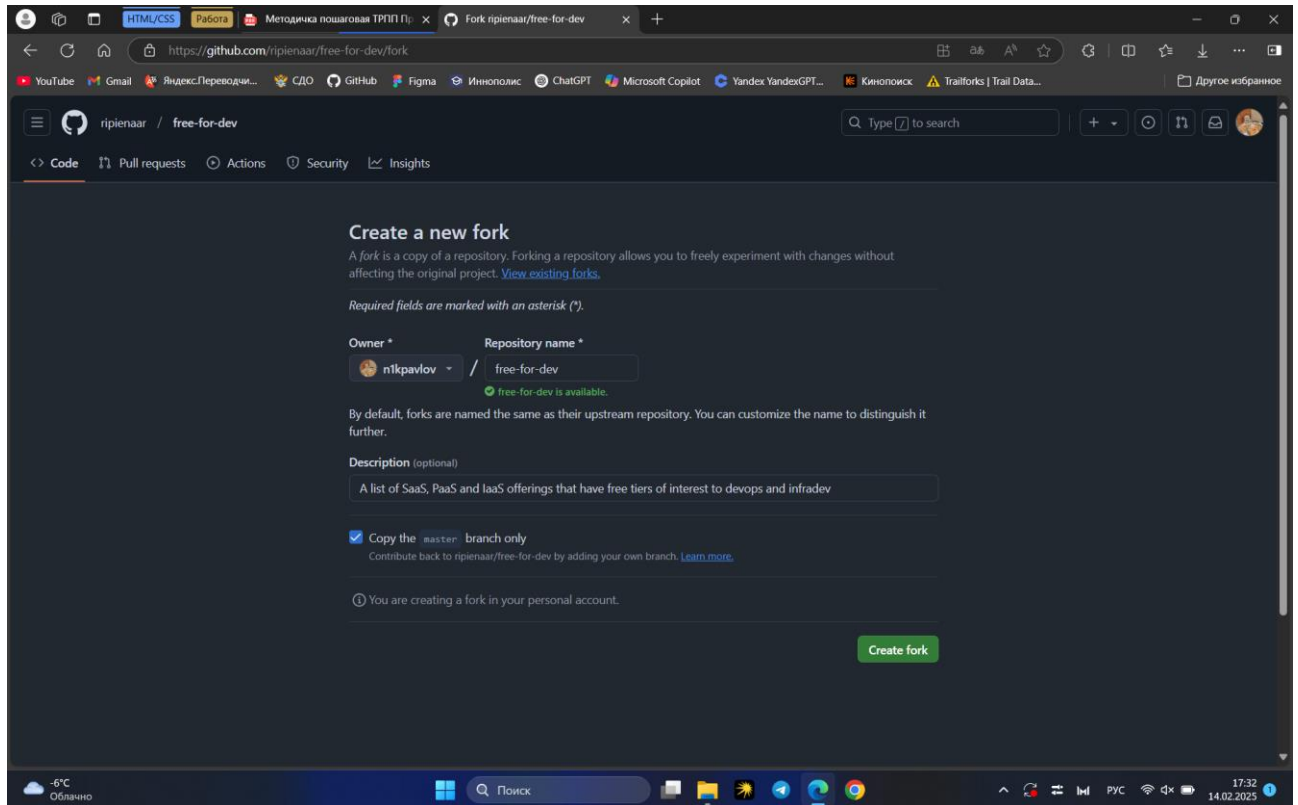 HTML/CSS Работа Методичка пошаговая ТРПП Пр Fork ripienaar/free-for-dev
https://github.com/ripienaar/free-for-dev/fork
YouTube Gmail Яндекс.Переводчи... СДО GitHub Figma Иннополис ChatGPT Microsoft Copilot Yandex YandexGPT... Кинопоиск Trailforks | Trail Data... Другое избранное
ripienaar / free-for-dev Type / to search
<> Code Pull requests Actions Security Insights
Create a new fork
A fork is a copy of a repository. Forking a repository allows you to freely experiment with changes without
affecting the original project. View existing forks.
Required fields are marked with an asterisk (*).
Owner * Repository name *
n1kpavlov / free-for-dev
free-for-dev is available.
By default, forks are named the same as their upstream repository. You can customize the name to distinguish it
further.
Description (optional)
A list of SaaS, PaaS and IaaS offerings that have free tiers of interest to devops and infradev
Copy the master branch only
Contribute back to ripienaar/free-for-dev by adding your own branch. Learn more.
You are creating a fork in your personal account.
Create fork
-6°C
Облачно
Поиск
РУС
17:32
14.02.2025
1